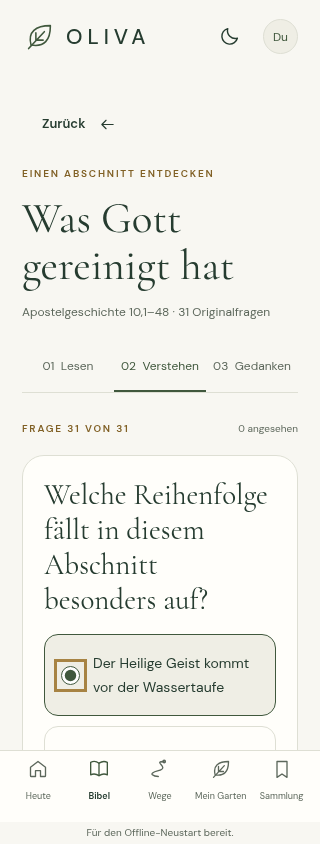 OLIVA
Du
Zurück
EINEN ABSCHNITT ENTDECKEN
Was Gott
gereinigt hat
Apostelgeschichte 10,1–48 · 31 Originalfragen
01 Lesen 02 Verstehen 03 Gedanken
FRAGE 31 VON 31 0 angesehen
Welche Reihenfolge
fällt in diesem
Abschnitt
besonders auf?
Der Heilige Geist kommt
vor der Wassertaufe
Heute Bibel Wege Mein Garten Sammlung
Für den Offline-Neustart bereit.